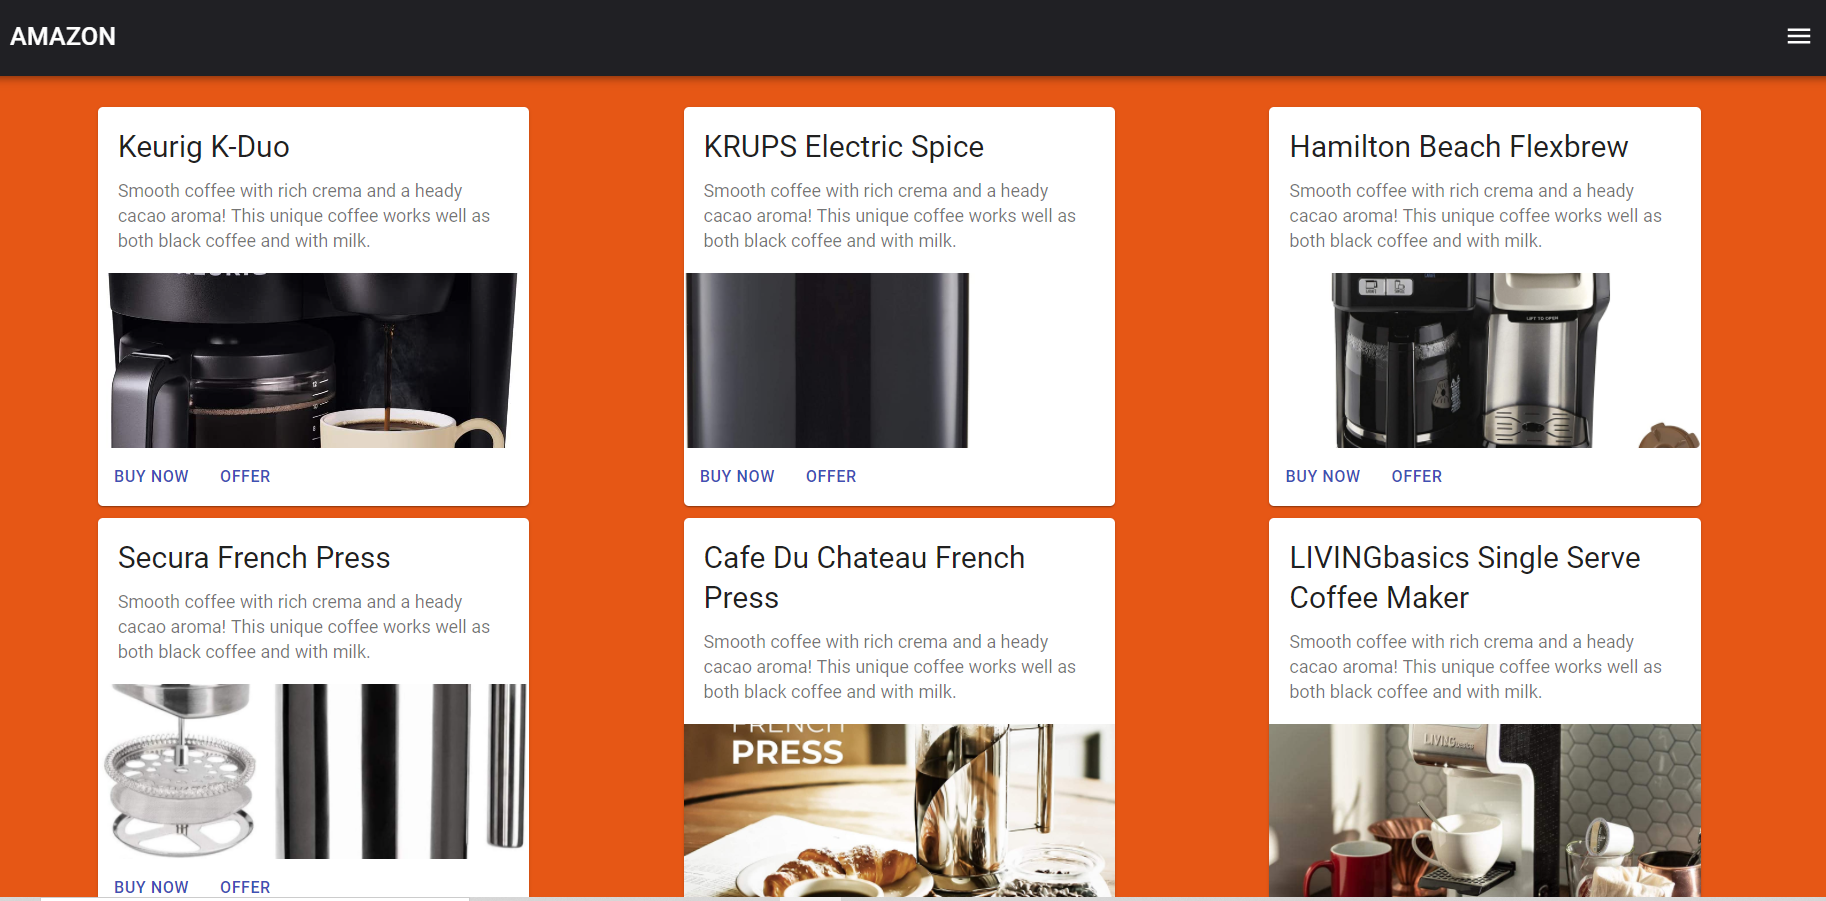 AMAZON
Keurig K-Duo
Smooth coffee with rich crema and a heady
cacao aroma! This unique coffee works well as
both black coffee and with milk.
12
10
8
BUY NOW OFFER
KRUPS Electric Spice
Smooth coffee with rich crema and a heady
cacao aroma! This unique coffee works well as
both black coffee and with milk.
BUY NOW OFFER
Hamilton Beach Flexbrew
Smooth coffee with rich crema and a heady
cacao aroma! This unique coffee works well as
both black coffee and with milk.
LIFT TO OPEN
BUY NOW OFFER
Secura French Press
Smooth coffee with rich crema and a heady
cacao aroma! This unique coffee works well as
both black coffee and with milk.
BUY NOW OFFER
Cafe Du Chateau French
Press
Smooth coffee with rich crema and a heady
cacao aroma! This unique coffee works well as
both black coffee and with milk.
FRENCH
PRESS
LIVINGbasics Single Serve
Coffee Maker
Smooth coffee with rich crema and a heady
cacao aroma! This unique coffee works well as
both black coffee and with milk.
LIVINGbasics